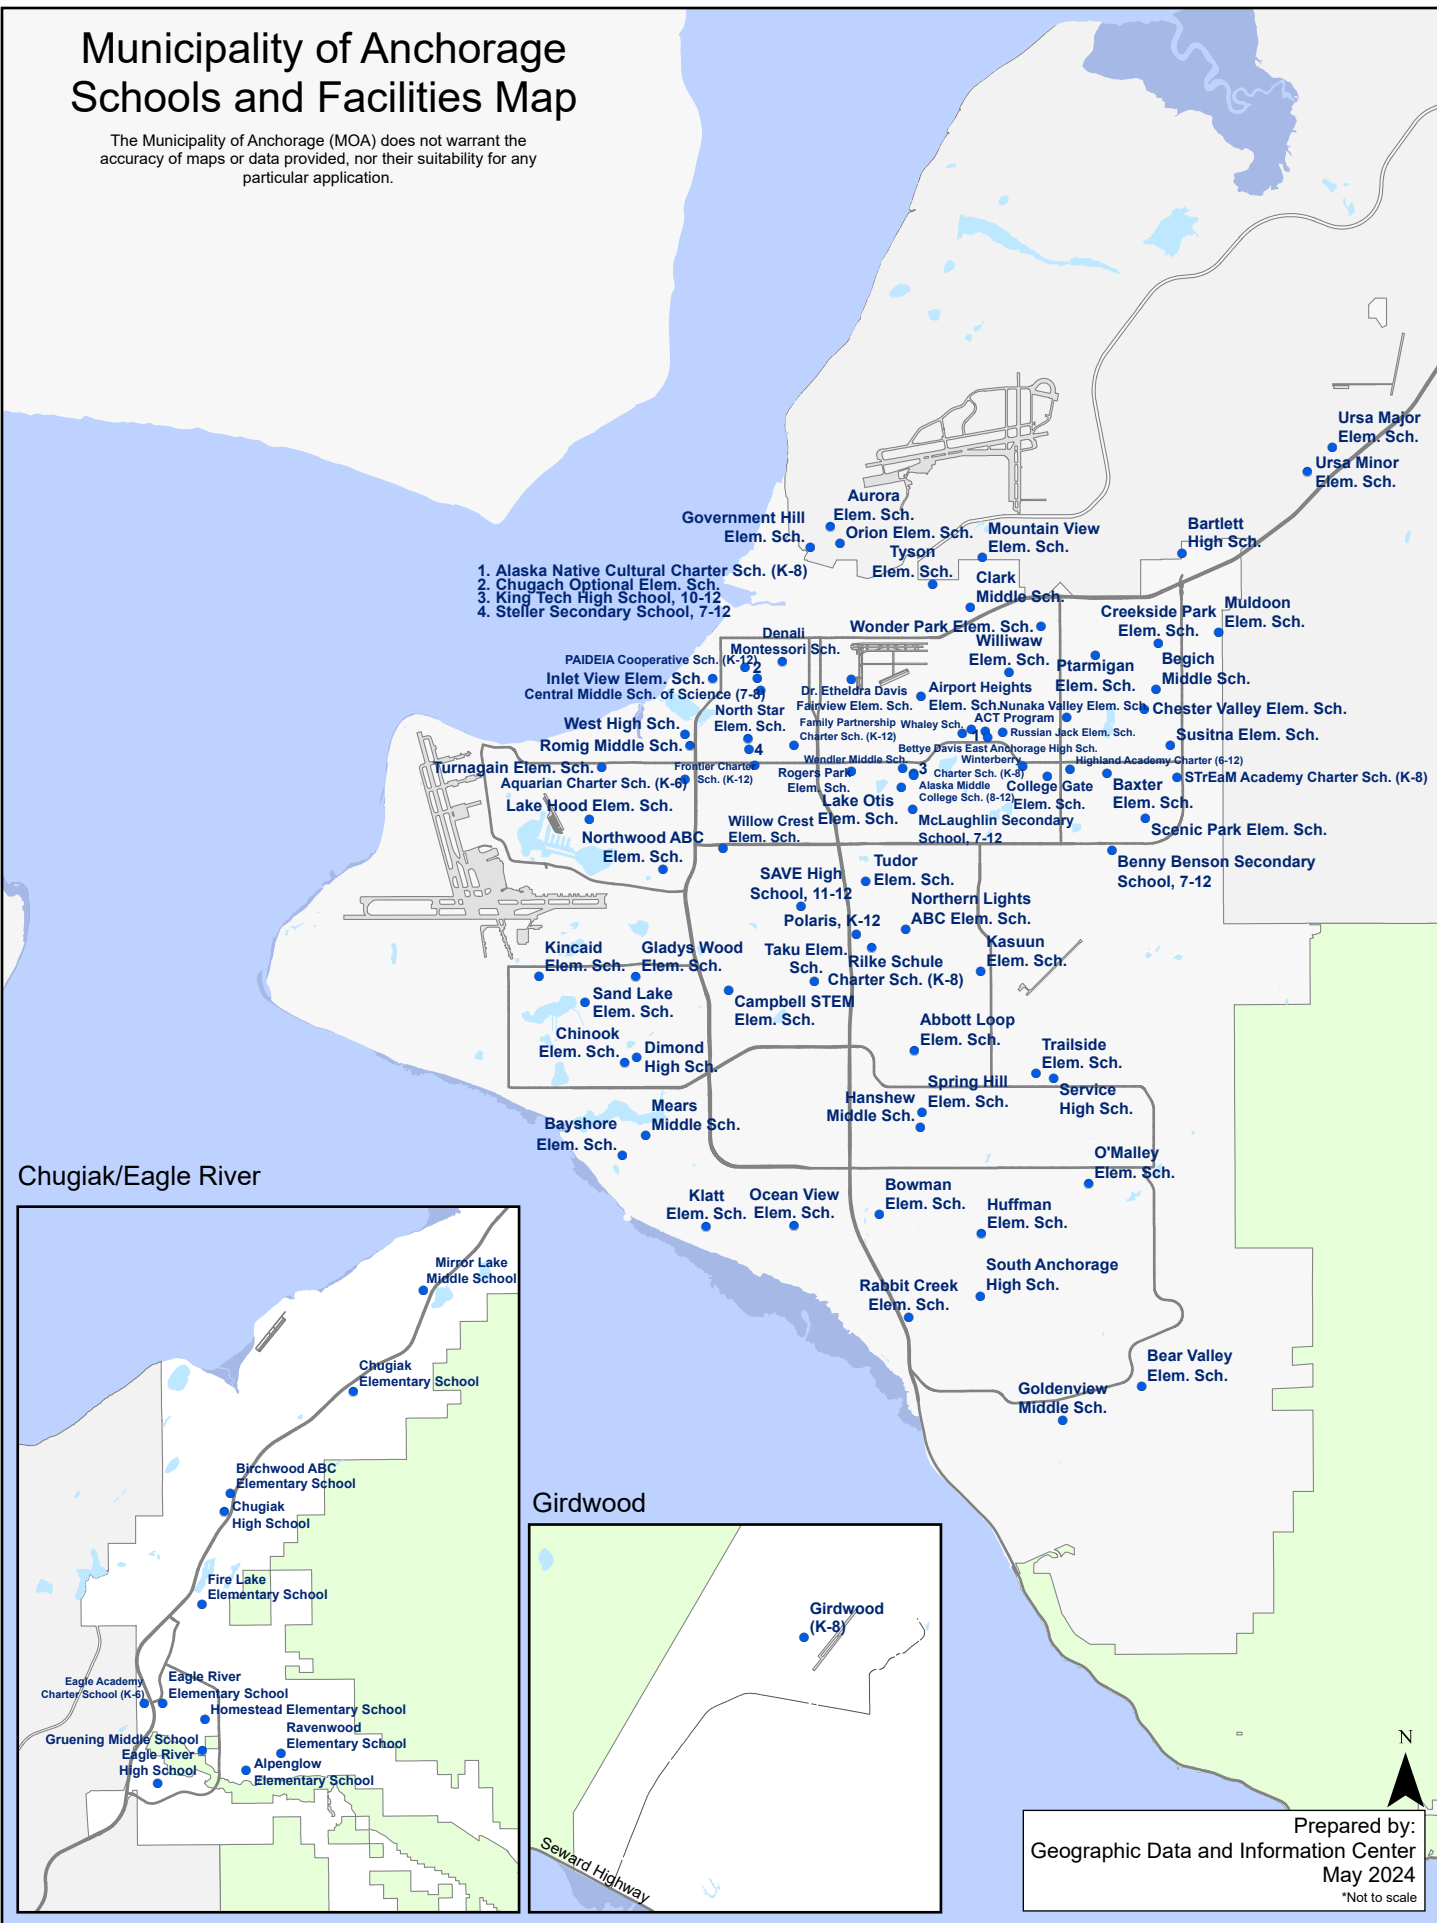 Municipality of Anchorage
Schools and Facilities Map
The Municipality of Anchorage (MOA) does not warrant the
accuracy of maps or data provided, nor their suitability for any
particular application.
Ursa Major
Elem. Sch.
Ursa Minor
Elem. Sch.
Aurora
Elem. Sch.
Government Hill
Elem. Sch.
Orion Elem. Sch.
Mountain View
Elem. Sch.
Bartlett
High Sch.
Tyson
Elem. Sch.
1. Alaska Native Cultural Charter Sch. (K-8)
2. Chugach Optional Elem. Sch.
3. King Tech High School, 10-12
4. Steller Secondary School, 7-12
Clark
Middle Sch.
Creekside Park
Elem. Sch.
Muldoon
Elem. Sch.
Wonder Park Elem. Sch.
Denali
Montessori Sch.
Williwaw
Elem. Sch.
Ptarmigan
Elem. Sch.
Begich
Middle Sch.
PAIDEIA Cooperative Sch. (K-12)
2
Inlet View Elem. Sch.
Central Middle Sch. of Science (7-8)
Dr. Etheldra Davis
Fairview Elem. Sch.
Airport Heights
Elem. Sch.
Nunaka Valley Elem. Sch.
Chester Valley Elem. Sch.
North Star
Elem. Sch.
West High Sch.
Family Partnership
Charter Sch. (K-12)
Whaley Sch.
ACT Program
1
Russian Jack Elem. Sch.
Susitna Elem. Sch.
Romig Middle Sch.
4
Bettye Davis East Anchorage High Sch.
Turnagain Elem. Sch.
Frontier Charter
Sch. (K-12)
Wendler Middle Sch.
3
Winterberry
Charter Sch. (K-8)
Highland Academy Charter (6-12)
Aquarian Charter Sch. (K-6)
Rogers Park
Elem. Sch.
Alaska Middle
College Sch. (8-12)
College Gate
Elem. Sch.
Baxter
Elem. Sch.
STrEaM Academy Charter Sch. (K-8)
Lake Hood Elem. Sch.
Lake Otis
Elem. Sch.
McLaughlin Secondary
School, 7-12
Scenic Park Elem. Sch.
Northwood ABC
Elem. Sch.
Willow Crest
Elem. Sch.
Benny Benson Secondary
School, 7-12
SAVE High
School, 11-12
Tudor
Elem. Sch.
Northern Lights
ABC Elem. Sch.
Polaris, K-12
Kincaid
Elem. Sch.
Gladys Wood
Elem. Sch.
Taku Elem.
Sch.
Rilke Schule
Charter Sch. (K-8)
Kasuun
Elem. Sch.
Sand Lake
Elem. Sch.
Campbell STEM
Elem. Sch.
Chinook
Elem. Sch.
Dimond
High Sch.
Abbott Loop
Elem. Sch.
Trailside
Elem. Sch.
Service
High Sch.
Spring Hill
Elem. Sch.
Hanshew
Middle Sch.
Mears
Middle Sch.
Bayshore
Elem. Sch.
O'Malley
Elem. Sch.
Klatt
Elem. Sch.
Ocean View
Elem. Sch.
Bowman
Elem. Sch.
Huffman
Elem. Sch.
South Anchorage
High Sch.
Rabbit Creek
Elem. Sch.
Bear Valley
Elem. Sch.
Goldenview
Middle Sch.
Chugiak/Eagle River
Mirror Lake
Middle School
Chugiak
Elementary School
Birchwood ABC
Elementary School
Chugiak
High School
Fire Lake
Elementary School
Eagle Academy
Charter School (K-6)
Eagle River
Elementary School
Homestead Elementary School
Ravenwood
Elementary School
Gruening Middle School
Eagle River
High School
Alpenglow
Elementary School
Girdwood
Girdwood
(K-8)
Seward Highway
N
Prepared by:
Geographic Data and Information Center
May 2024
*Not to scale